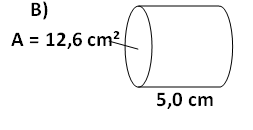 B)
A = 12,6 cm²
5,0 cm